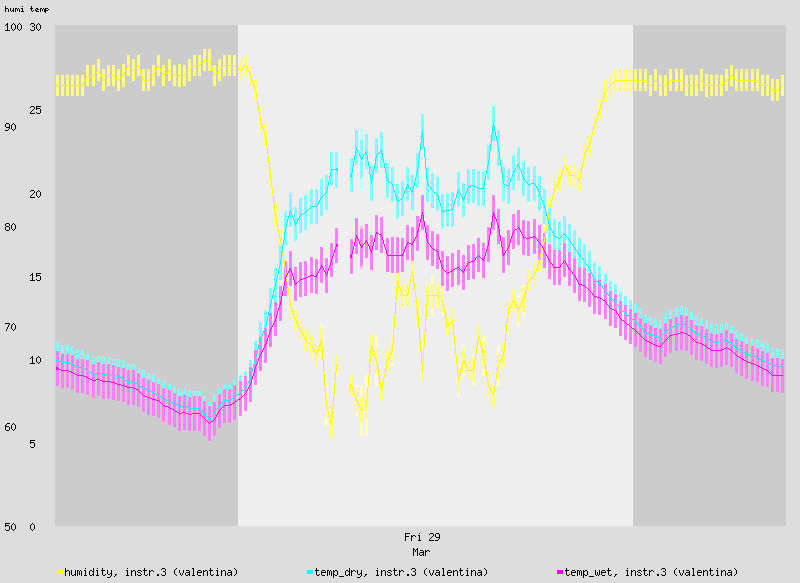 humi temp
100 30
25
90
20
80
15
70
10
60
5
50 0
Fri 29
Mar
humidity, instr.3 (valentina) temp_dry, instr.3 (valentina) temp_wet, instr.3 (valentina)